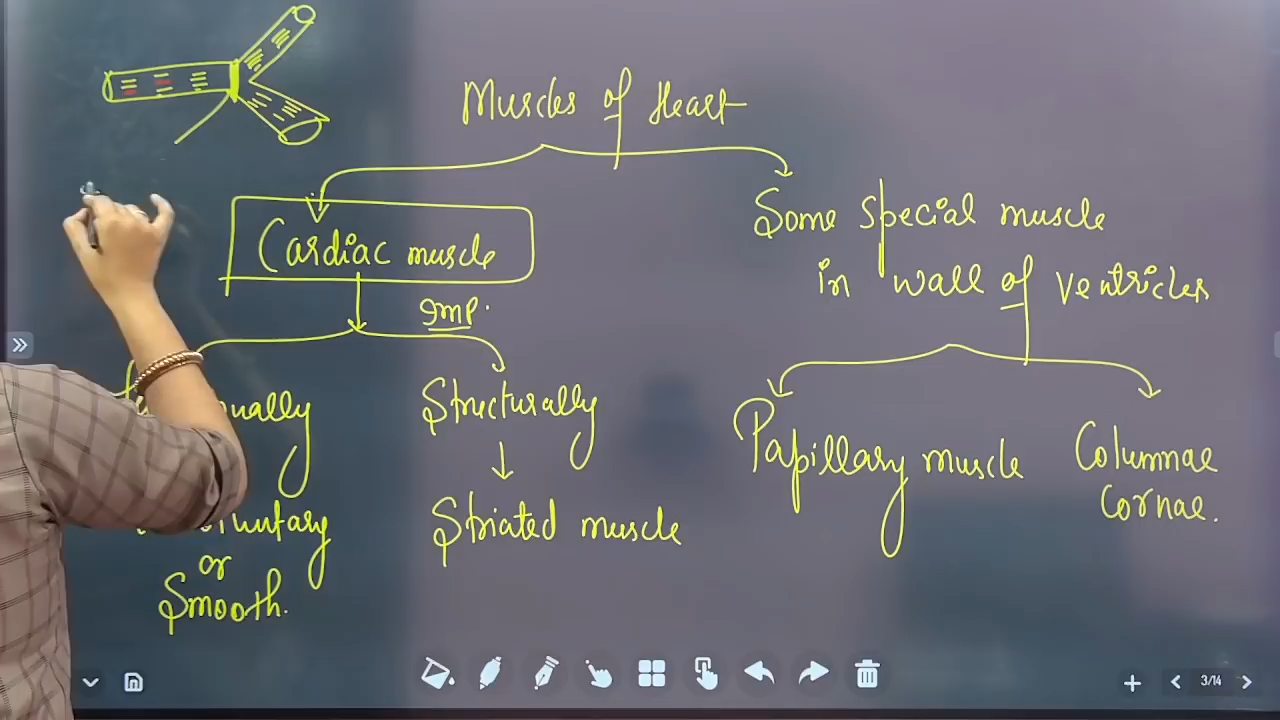 Muscles of Heart
Cardiac muscle
Imp.
Some special muscle
in wall of ventricles
Structurally
Striated muscle
or
Smooth.
Papillary muscle
Columnae
Cornae.
3/14